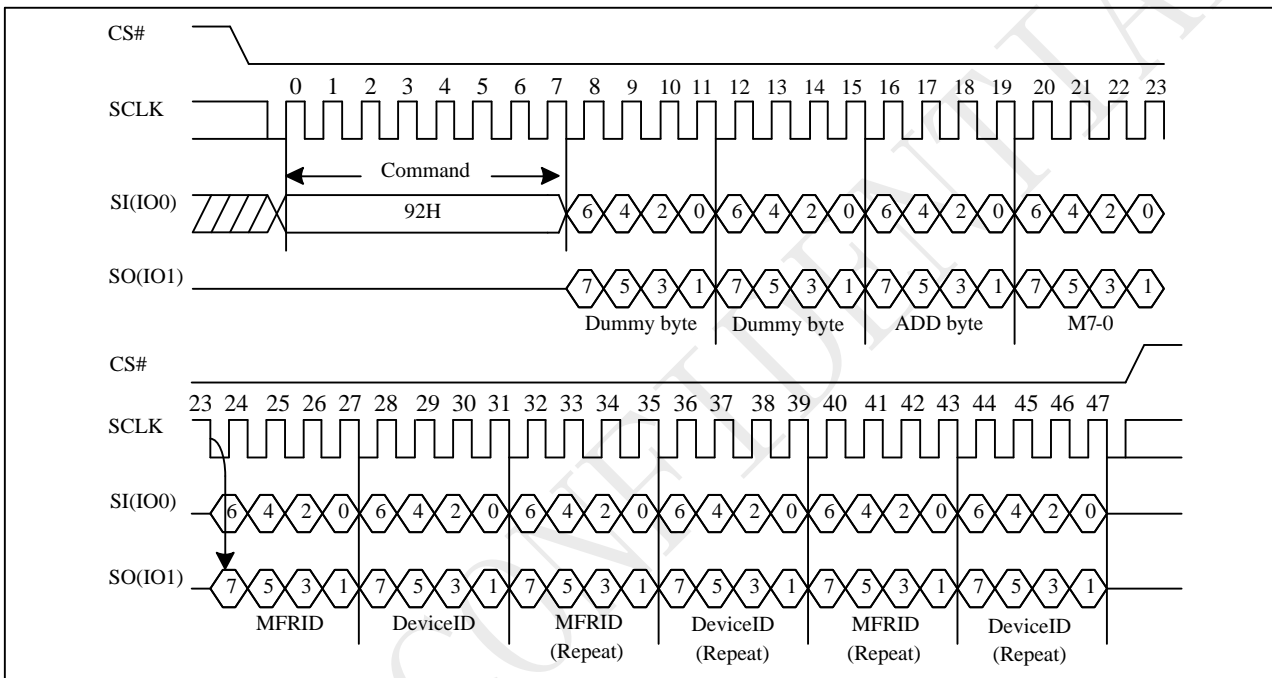 CS#
0 1 2 3 4 5 6 7 8 9 10 11 12 13 14 15 16 17 18 19 20 21 22 23
SCLK
Command
SI(IO0) 92H 6 4 2 0 6 4 2 0 6 4 2 0 6 4 2 0
SO(IO1) 7 5 3 1 7 5 3 1 7 5 3 1 7 5 3 1
Dummy byte Dummy byte ADD byte M7-0
CS#
23 24 25 26 27 28 29 30 31 32 33 34 35 36 37 38 39 40 41 42 43 44 45 46 47
SCLK
SI(IO0) 6 4 2 0 6 4 2 0 6 4 2 0 6 4 2 0 6 4 2 0 6 4 2 0
SO(IO1) 7 5 3 1 7 5 3 1 7 5 3 1 7 5 3 1 7 5 3 1 7 5 3 1
MFRID DeviceID MFRID DeviceID MFRID DeviceID
(Repeat) (Repeat) (Repeat) (Repeat)
CONFIDENTIA